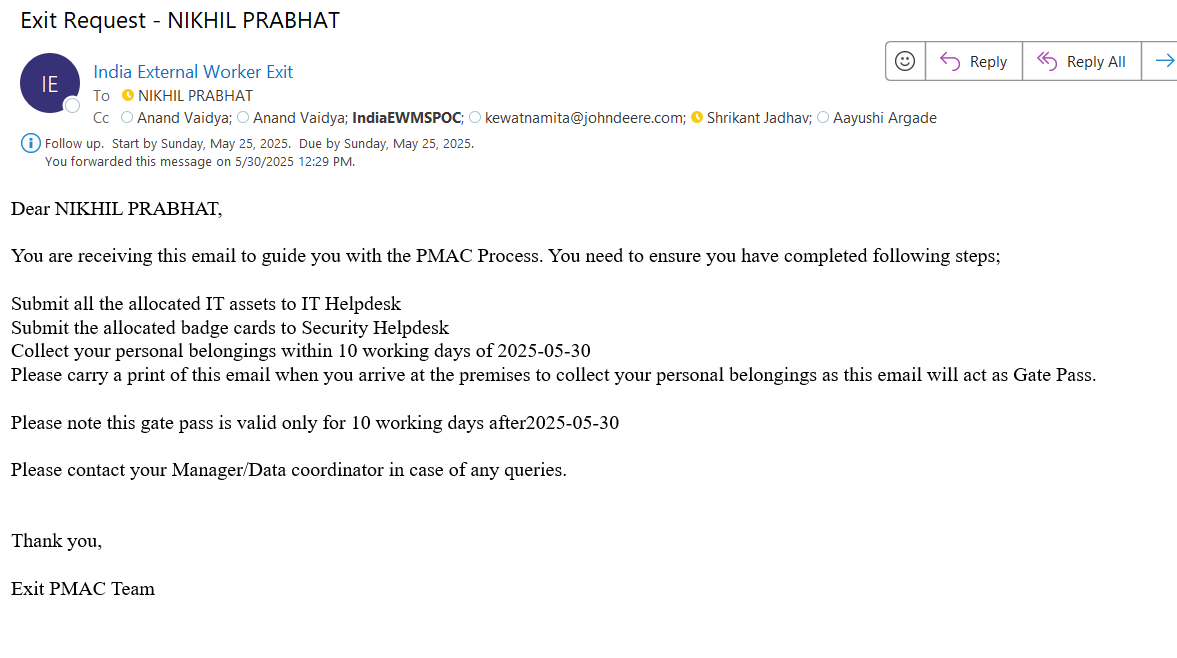 Exit Request - NIKHIL PRABHAT
IE
India External Worker Exit
To NIKHIL PRABHAT
Cc Anand Vaidya; Anand Vaidya; IndiaEWMSPOC; kewatnamita@johndeere.com; Shrikant Jadhav; Aayushi Argade
Reply
Reply All
Follow up. Start by Sunday, May 25, 2025. Due by Sunday, May 25, 2025.
You forwarded this message on 5/30/2025 12:29 PM.
Dear NIKHIL PRABHAT,
You are receiving this email to guide you with the PMAC Process. You need to ensure you have completed following steps;
Submit all the allocated IT assets to IT Helpdesk
Submit the allocated badge cards to Security Helpdesk
Collect your personal belongings within 10 working days of 2025-05-30
Please carry a print of this email when you arrive at the premises to collect your personal belongings as this email will act as Gate Pass.
Please note this gate pass is valid only for 10 working days after2025-05-30
Please contact your Manager/Data coordinator in case of any queries.
Thank you,
Exit PMAC Team